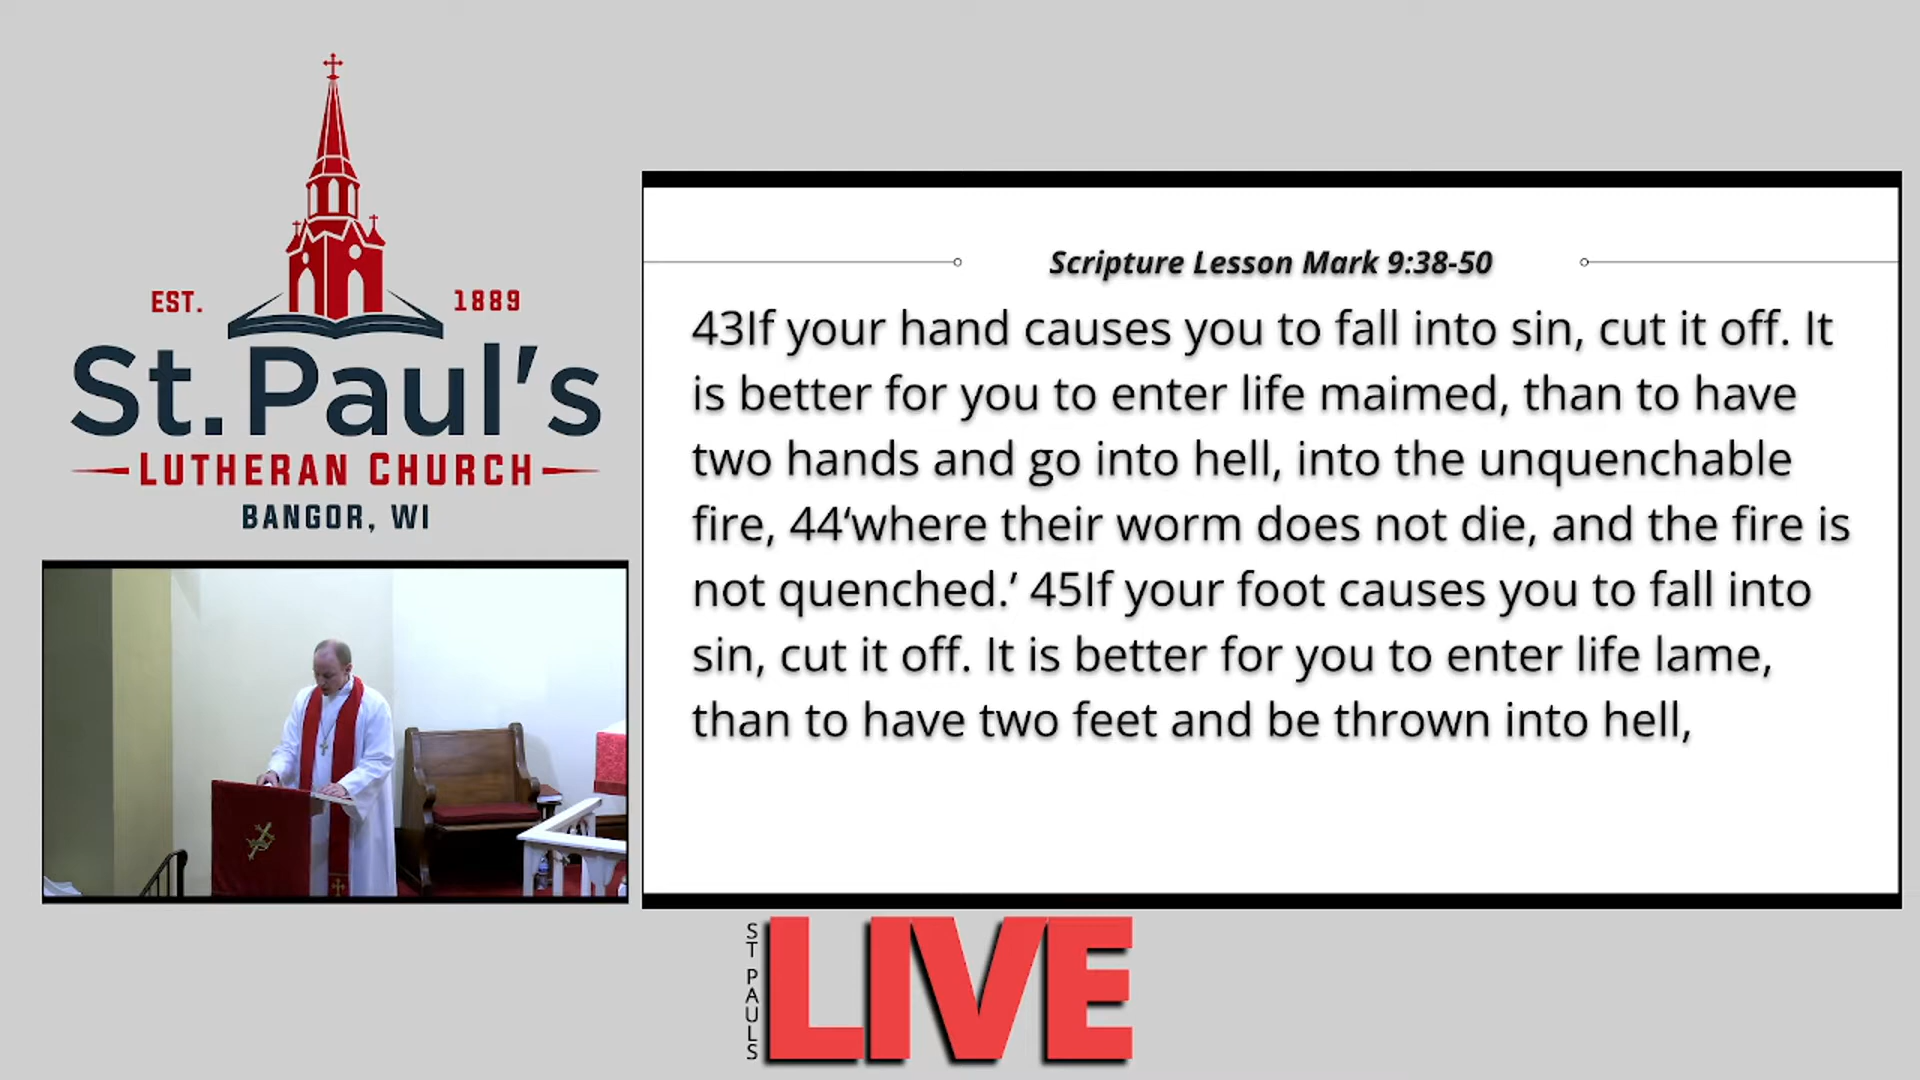 EST. 1889
St. Paul's
LUTHERAN CHURCH
BANGOR, WI
Scripture Lesson Mark 9:38-50
43If your hand causes you to fall into sin, cut it off. It
is better for you to enter life maimed, than to have
two hands and go into hell, into the unquenchable
fire, 44‘where their worm does not die, and the fire is
not quenched.’ 45If your foot causes you to fall into
sin, cut it off. It is better for you to enter life lame,
than to have two feet and be thrown into hell,
ST PAULS
LIVE